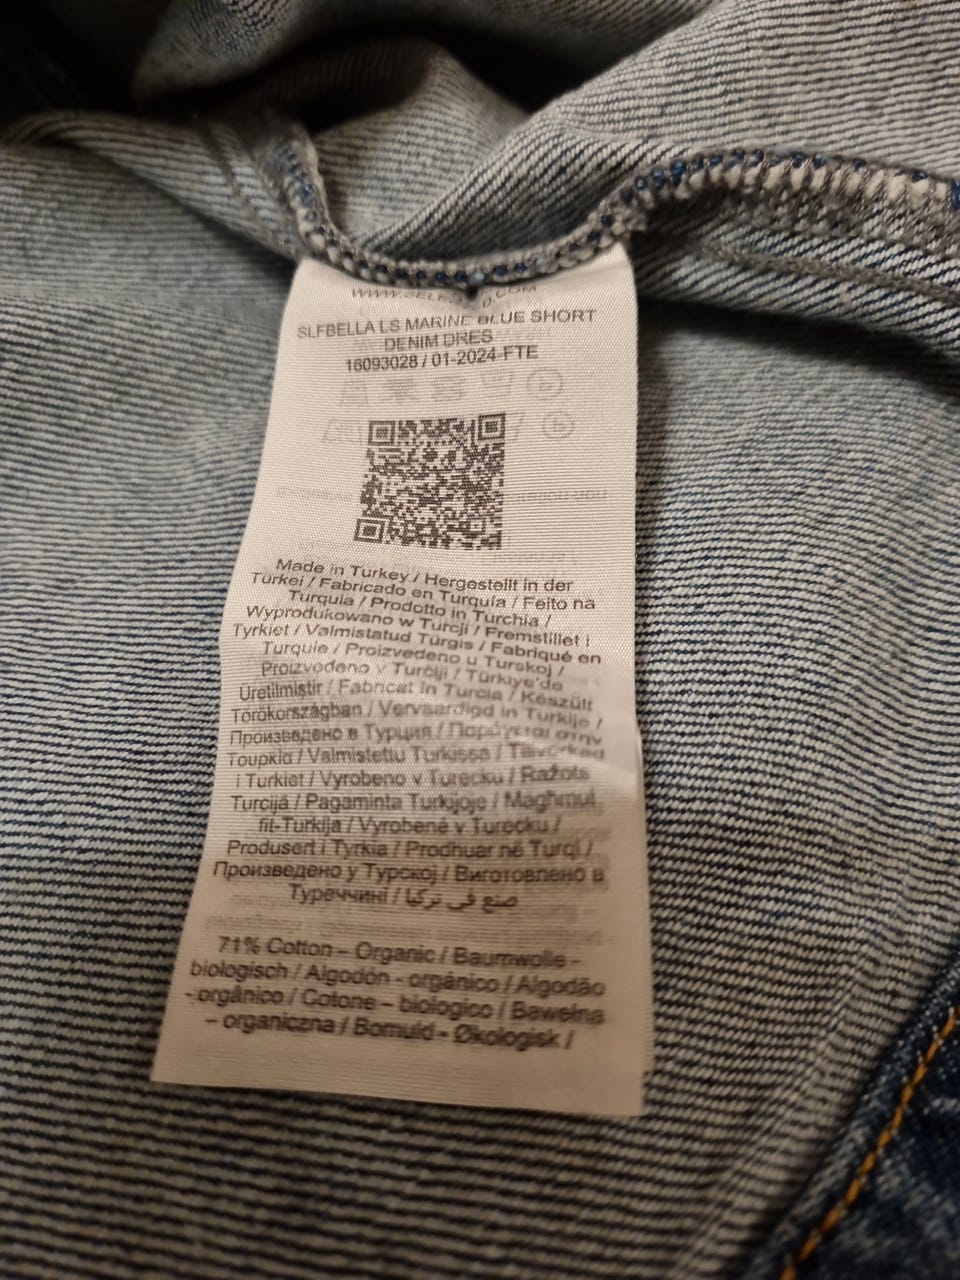 SLFBELLA LS MARINE BLUE SHORT
DENIM DRES
16093028 / 01-2024-FTE
Made in Turkey / Hergestellt in der
Türkei / Fabricado en Turquía / Feito na
Turquia / Prodotto in Turchia /
Wyprodukowano w Turcji / Fremstillet i
Tyrkiet / Valmistatud Türgis / Fabriqué en
Turquie / Proizvedeno u Turskoj /
Proizvodeno v Turčiji / Türkiye'de
Üretilmiştir / Fabricat în Turcia / Készült
Törökországban / Vervaardigd in Turkije /
Произведено в Турция / Παράγεται στην
Τουρκία / Valmistettu Turkissa / Tillverkad
i Turkiet / Vyrobeno v Turecku / Ražots
Turcijā / Pagaminta Turkijoje / Magħmul
fit-Turkija / Vyrobené v Turecku /
Produsert i Tyrkia / Prodhuar në Turqi /
Произведено у Турској / Виготовлено в
Туреччині / صنع في تركيا
71% Cotton – Organic / Baumwolle -
biologisch / Algodón - orgánico / Algodão
- orgânico / Cotone – biologico / Bawełna
– organiczna / Bomuld - Økologisk /